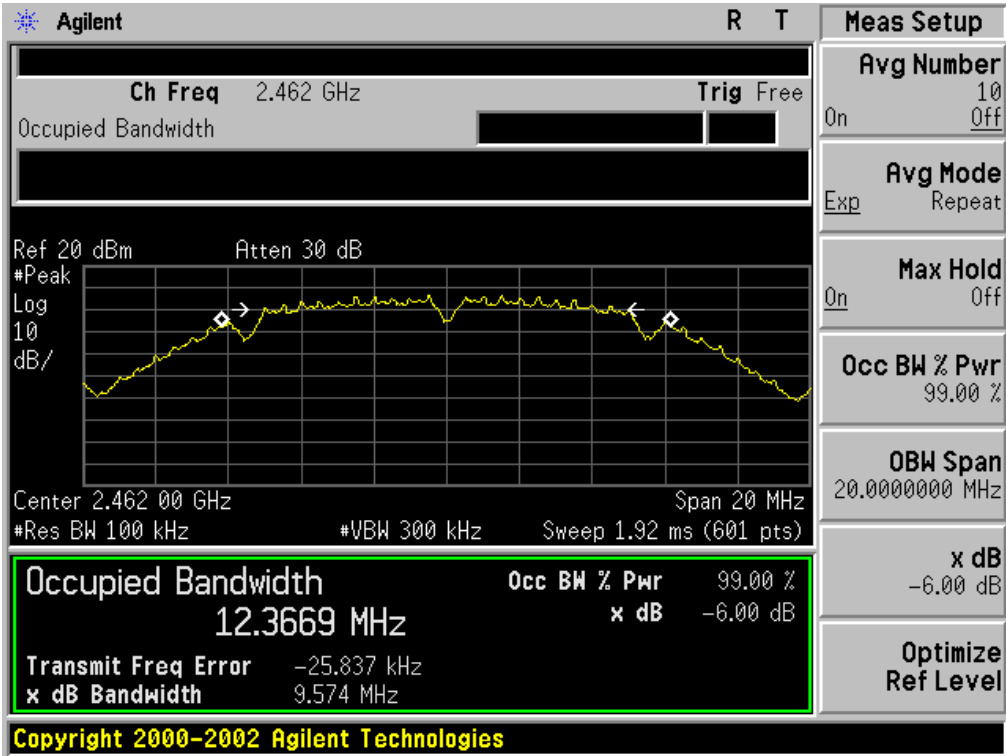 Agilent R T
Ch Freq 2.462 GHz Trig Free
Occupied Bandwidth
Ref 20 dBm Atten 30 dB
#Peak
Log
10
dB/
Center 2.462 00 GHz Span 20 MHz
#Res BW 100 kHz #VBW 300 kHz Sweep 1.92 ms (601 pts)
Occupied Bandwidth Occ BW % Pwr 99.00 %
12.3669 MHz x dB -6.00 dB
Transmit Freq Error -25.837 kHz
x dB Bandwidth 9.574 MHz
Copyright 2000-2002 Agilent Technologies
Meas Setup
Avg Number
10
On Off
Avg Mode
Exp Repeat
Max Hold
On Off
Occ BW % Pwr
99.00 %
OBW Span
20.0000000 MHz
x dB
-6.00 dB
Optimize
Ref Level